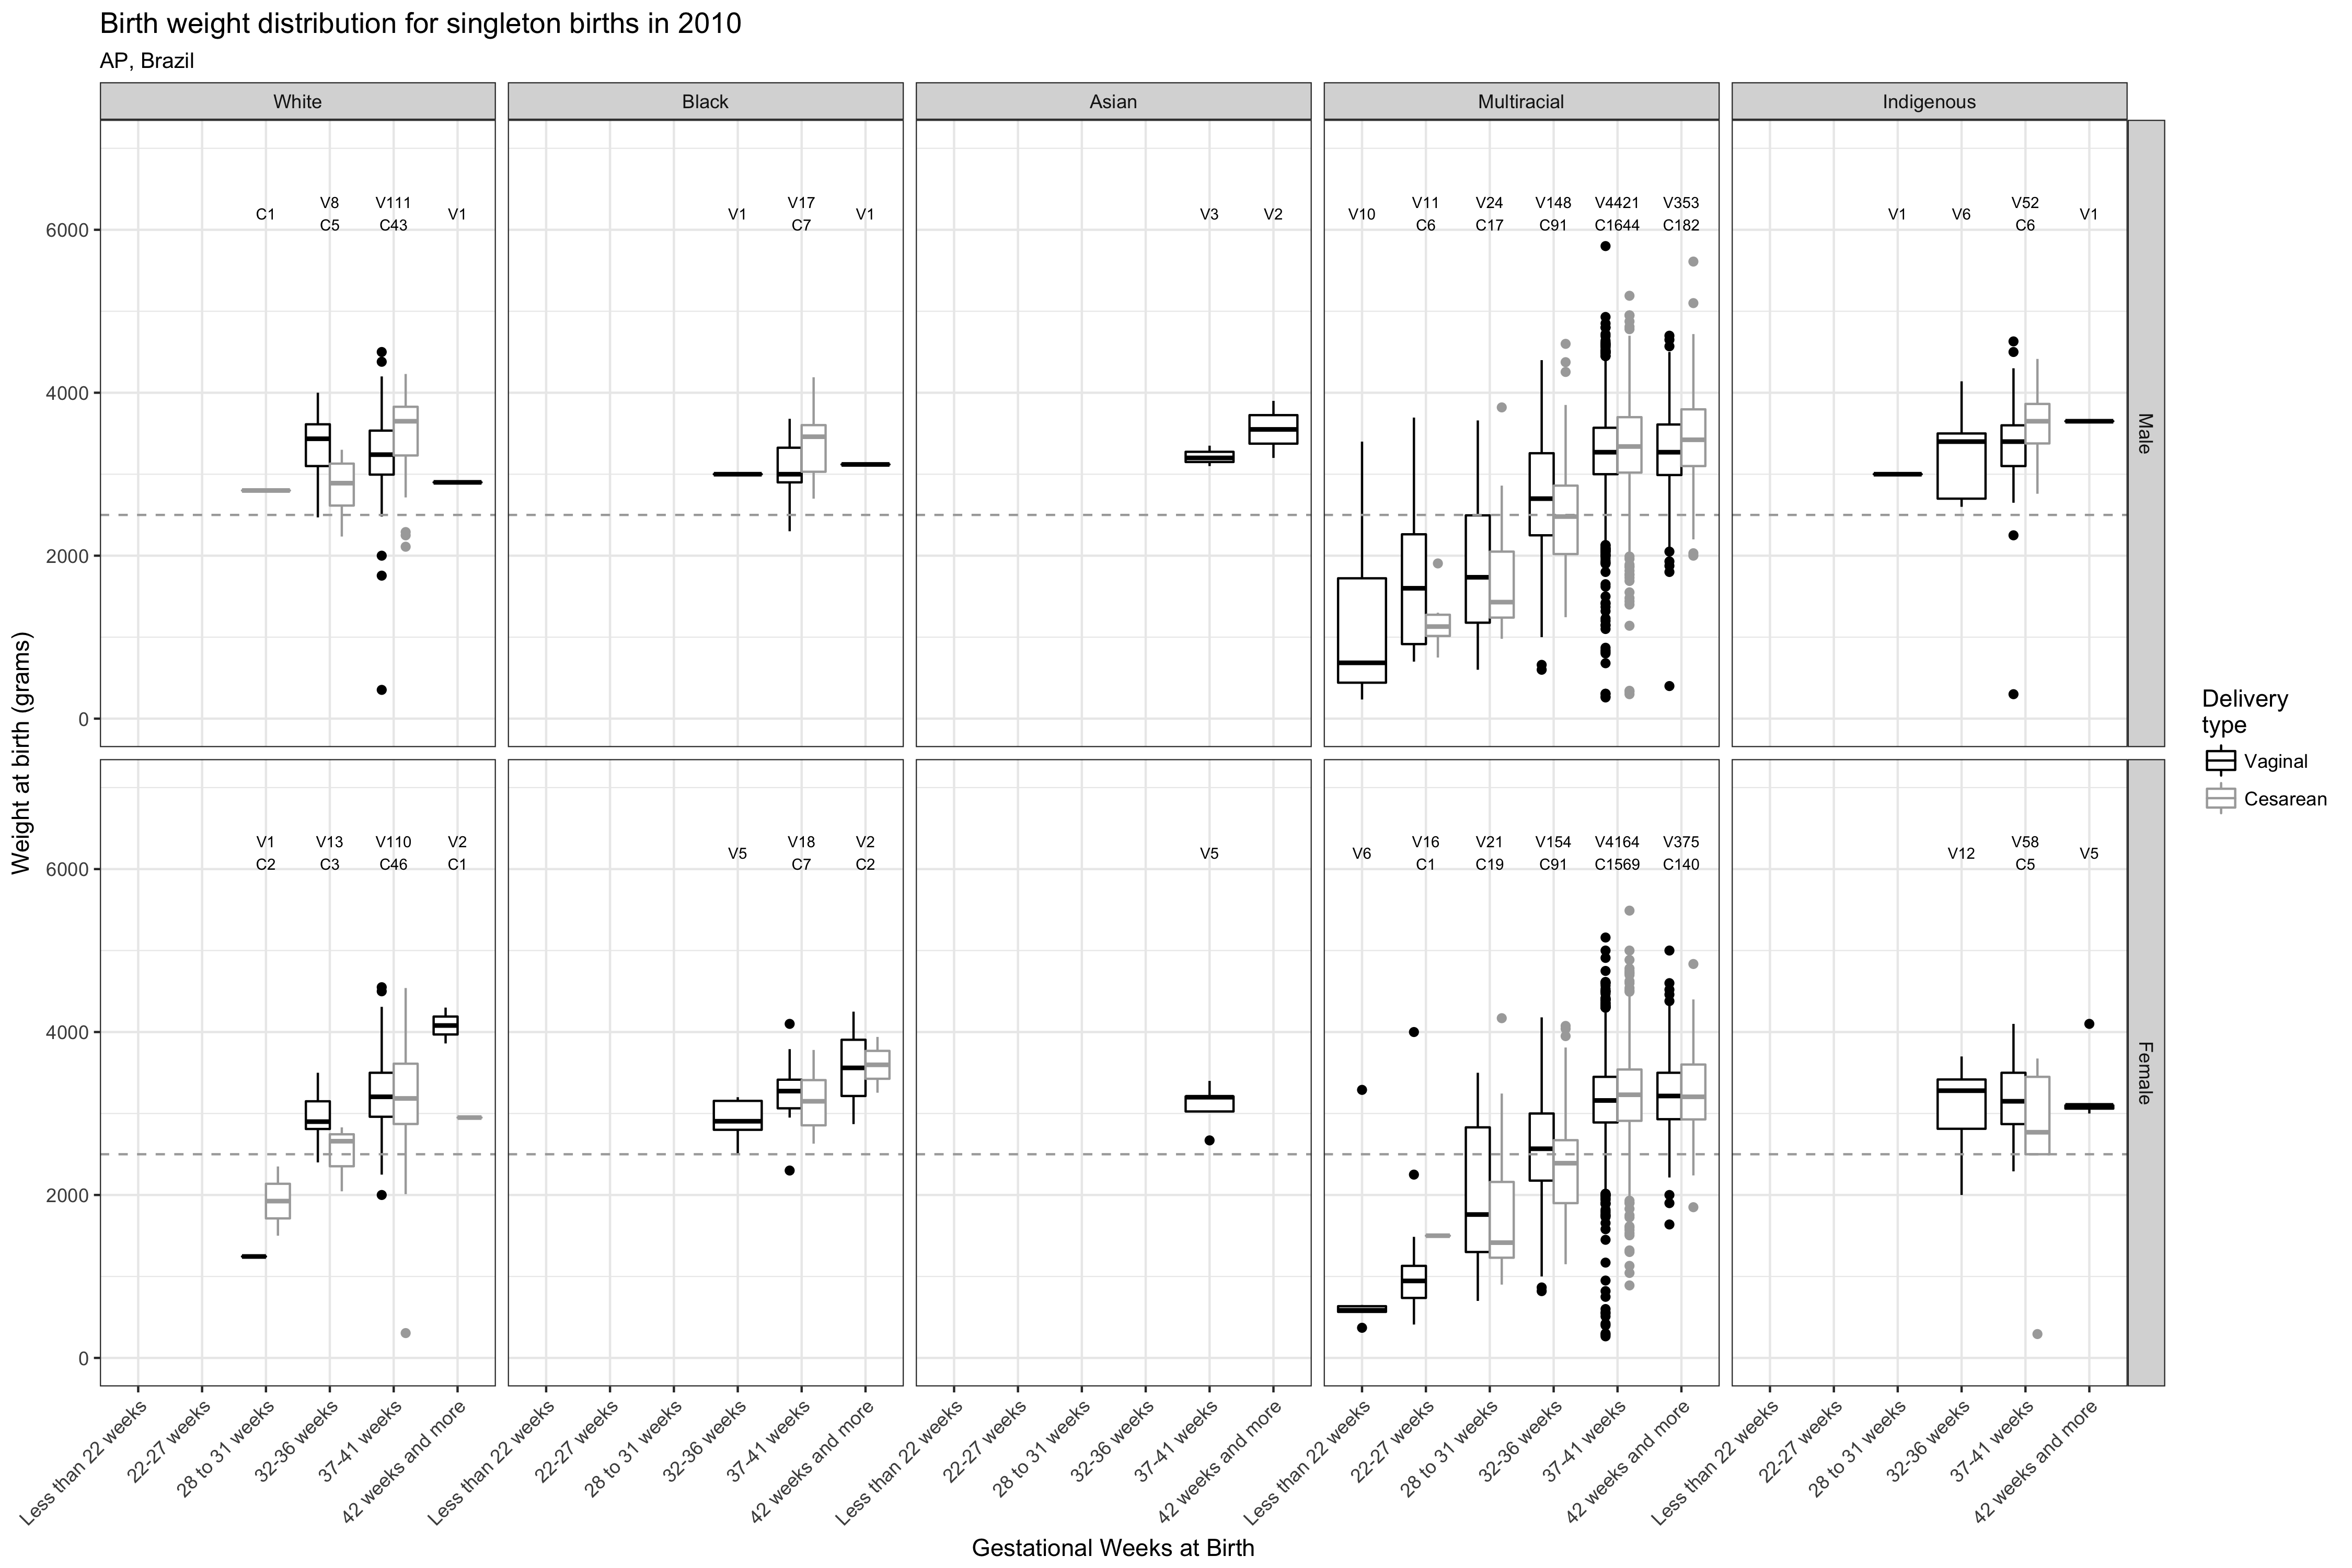 Birth weight distribution for singleton births in 2010
AP, Brazil
White
Black
Asian
Multiracial
Indigenous
C1
V8
C5
V111
C43
V1
V1
V17
C7
V1
V3
V2
V10
V11
C6
V24
C17
V148
C91
V4421
C1644
V353
C182
V1
V6
V52
C6
V1
6000
4000
2000
0
Male
V1
C2
V13
C3
V110
C46
V2
C1
V5
V18
C7
V2
C2
V5
V6
V16
C1
V21
C19
V154
C91
V4164
C1569
V375
C140
V12
V58
C5
V5
6000
4000
2000
0
Female
Weight at birth (grams)
Less than 22 weeks
22-27 weeks
28 to 31 weeks
32-36 weeks
37-41 weeks
42 weeks and more
Less than 22 weeks
22-27 weeks
28 to 31 weeks
32-36 weeks
37-41 weeks
42 weeks and more
Less than 22 weeks
22-27 weeks
28 to 31 weeks
32-36 weeks
37-41 weeks
42 weeks and more
Less than 22 weeks
22-27 weeks
28 to 31 weeks
32-36 weeks
37-41 weeks
42 weeks and more
Less than 22 weeks
22-27 weeks
28 to 31 weeks
32-36 weeks
37-41 weeks
42 weeks and more
Gestational Weeks at Birth
Delivery
type
Vaginal
Cesarean